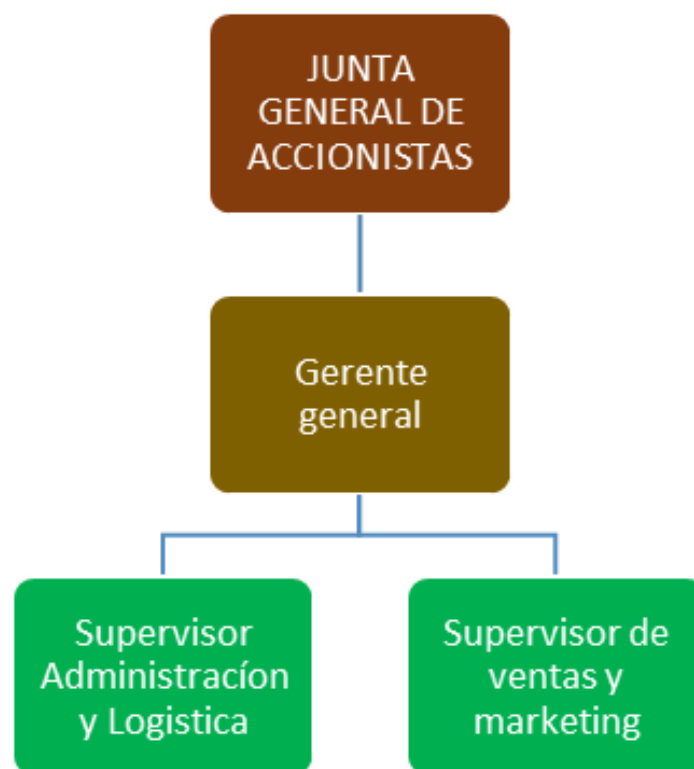 JUNTA
GENERAL DE
ACCIONISTAS
Gerente
general
Supervisor
Administracíon
y Logistica
Supervisor de
ventas y
marketing